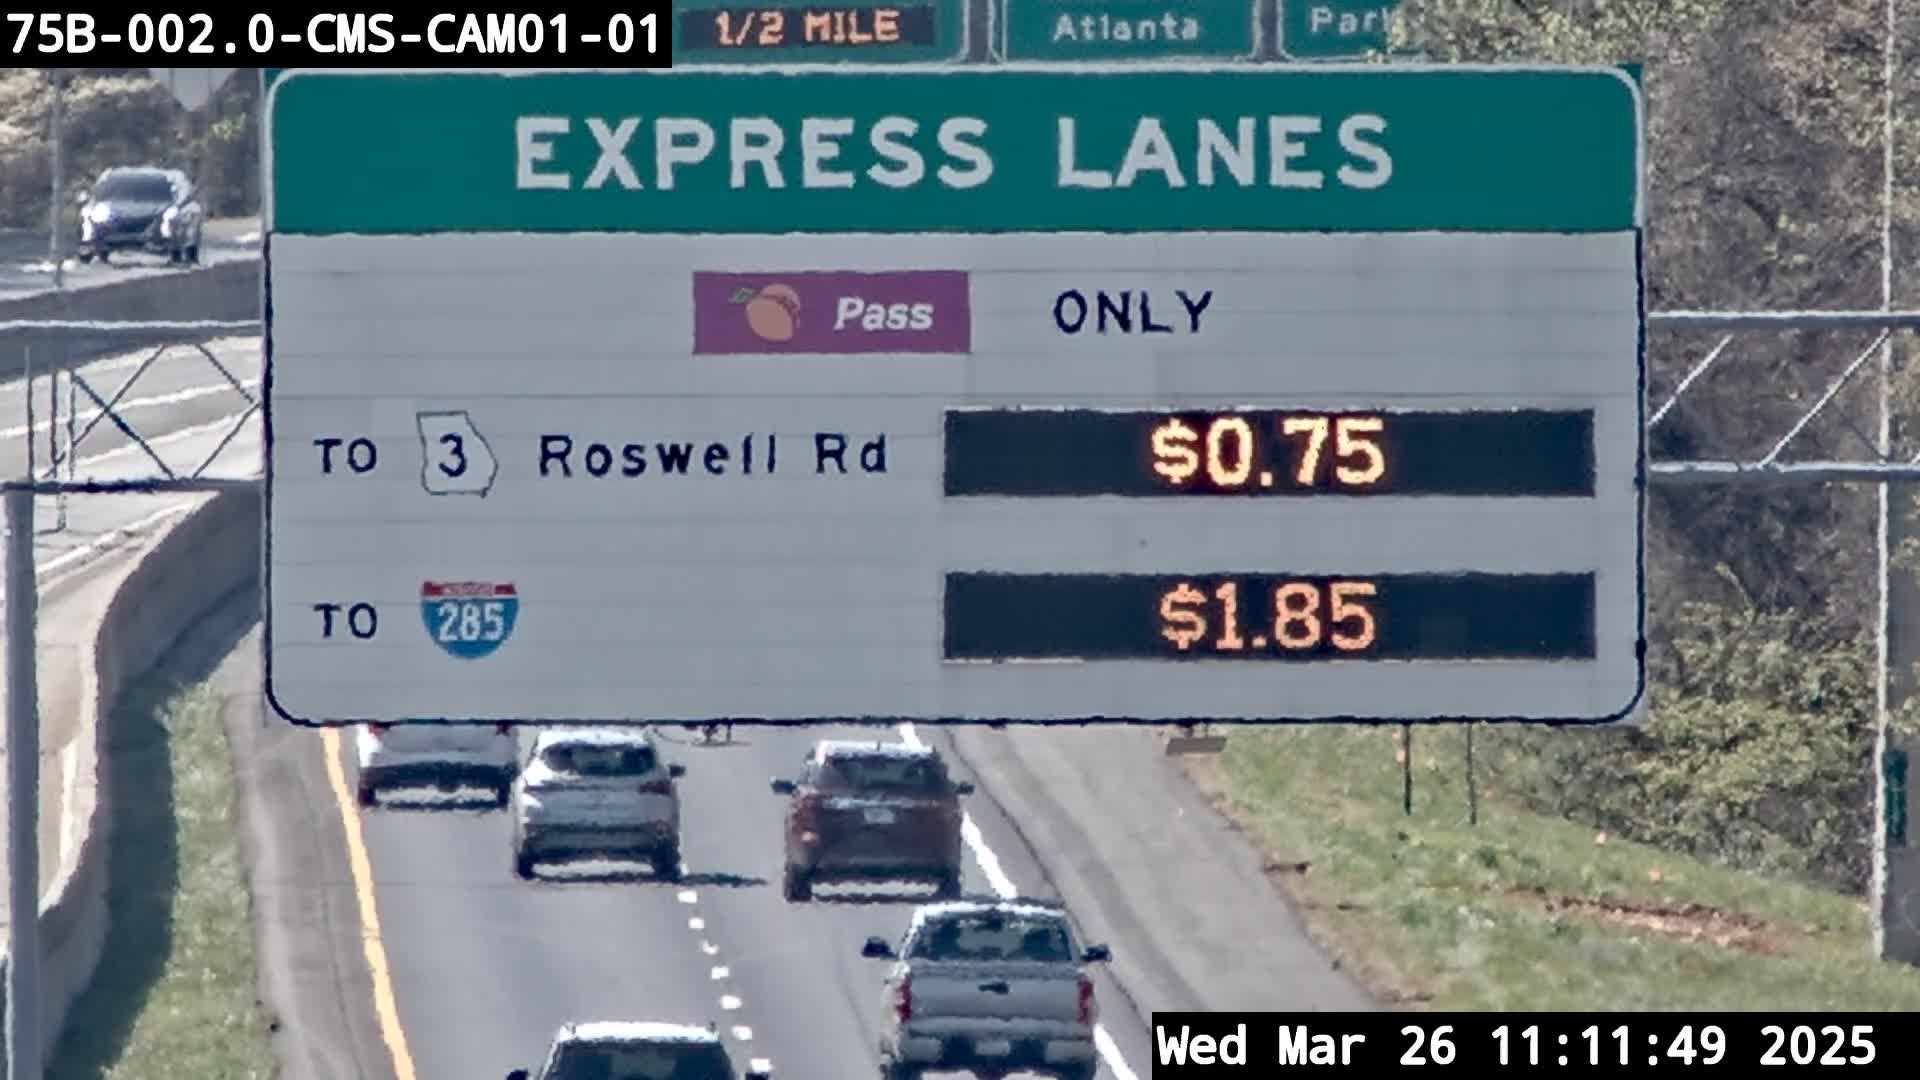 75B-002.0-CMS-CAM01-01
1/2 MILE
Atlanta
Park
EXPRESS LANES
Pass ONLY
TO 3 Roswell Rd $0.75
TO 285 $1.85
Wed Mar 26 11:11:49 2025